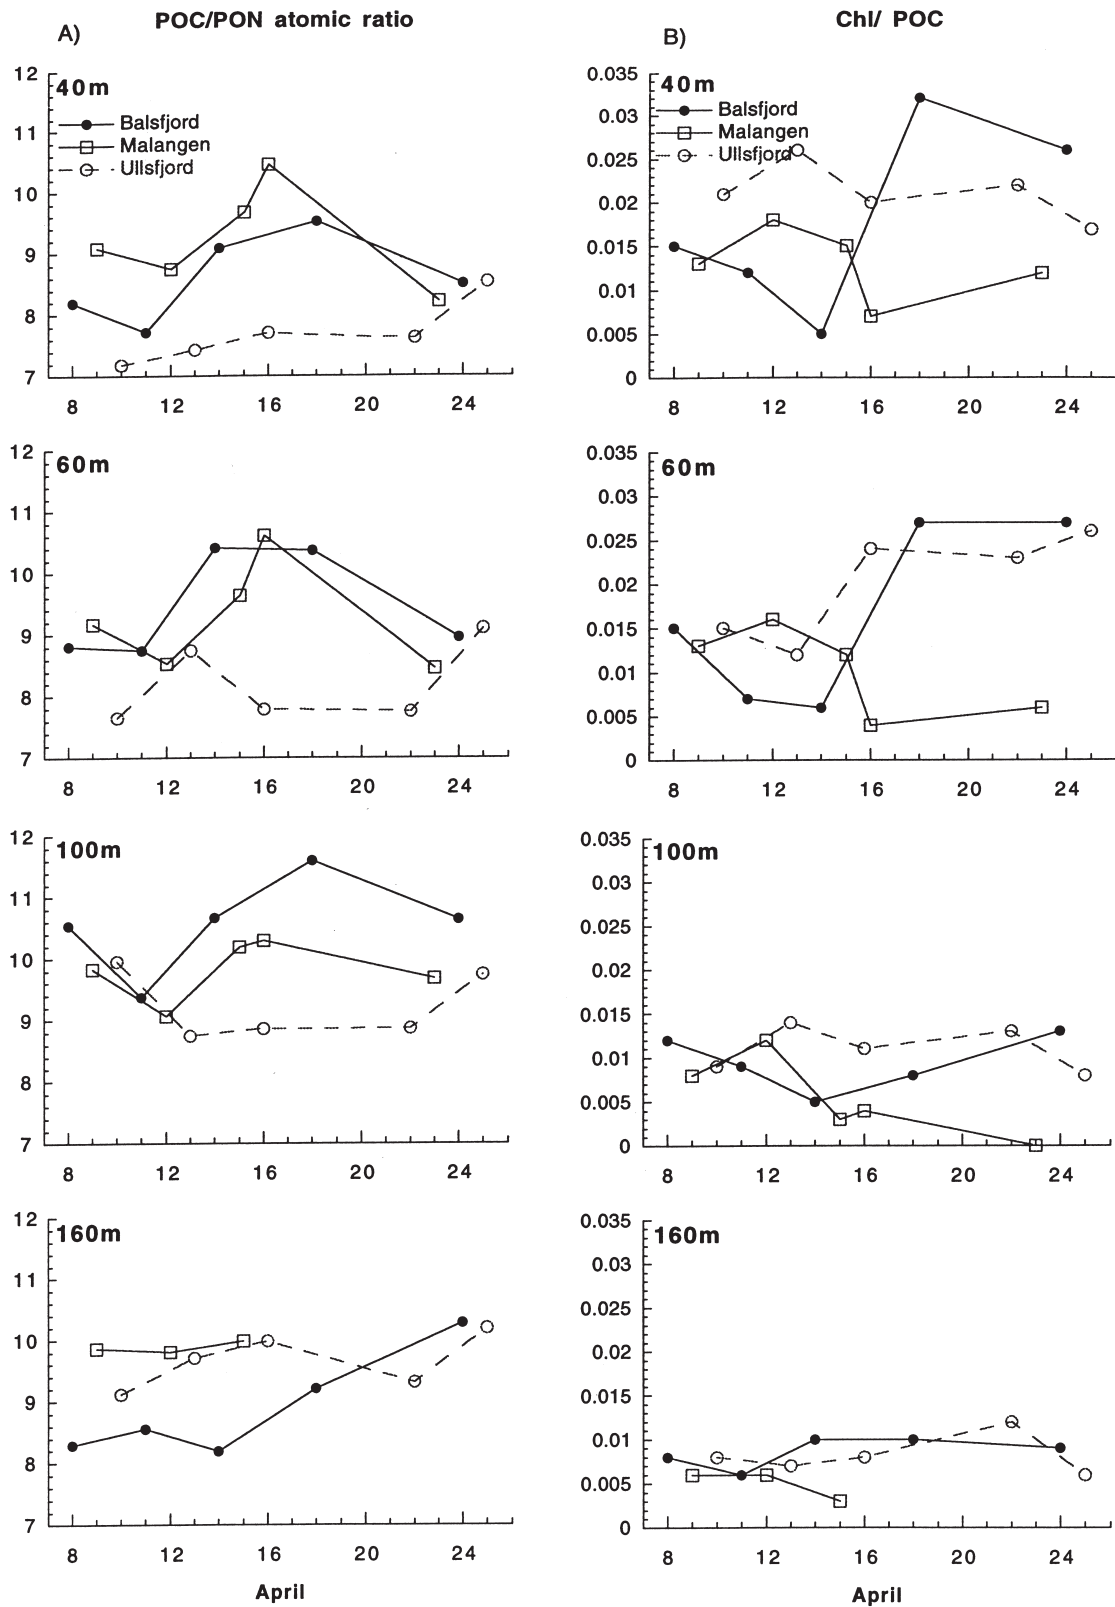 POC/PON atomic ratio
A)
12
40m
Balsfjord
11
Malangen
Ullsfjord
10
9
8
7
8 12 16 20 24
12
60m
11
10
9
8
7
8 12 16 20 24
12
100m
11
10
9
8
7
8 12 16 20 24
12
160m
11
10
9
8
7
8 12 16 20 24
April
Chl/ POC
B)
0.035
40m
0.03
Balsfjord
Malangen
0.025
Ullsfjord
0.02
0.015
0.01
0.005
0
8 12 16 20 24
0.035
60m
0.03
0.025
0.02
0.015
0.01
0.005
0
8 12 16 20 24
0.035
100m
0.03
0.025
0.02
0.015
0.01
0.005
0
8 12 16 20 24
0.035
160m
0.03
0.025
0.02
0.015
0.01
0.005
0
8 12 16 20 24
April